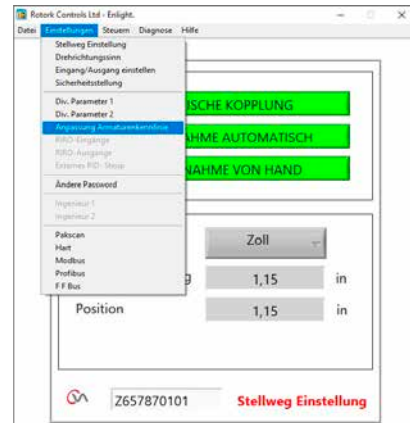 Rotork Controls Ltd - Enlight.
Datei Einstellungen Steuern Diagnose Hilfe
Stellweg Einstellung
Drehrichtungssinn
Eingang/Ausgang einstellen
Sicherheitsstellung
Div. Parameter 1
Div. Parameter 2
Anpassung Armaturenkennlinie
RIRO-Eingänge
RIRO-Ausgänge
Externes PID-Steup
Ändere Password
Ingenieur 1
Ingenieur 2
Pakscan
Hart
Modbus
Profibus
F F Bus
SCHE KOPPLUNG
AHME AUTOMATISCH
NAHME VON HAND
Zoll
g 1,15 in
Position 1,15 in
Z657870101 Stellweg Einstellung